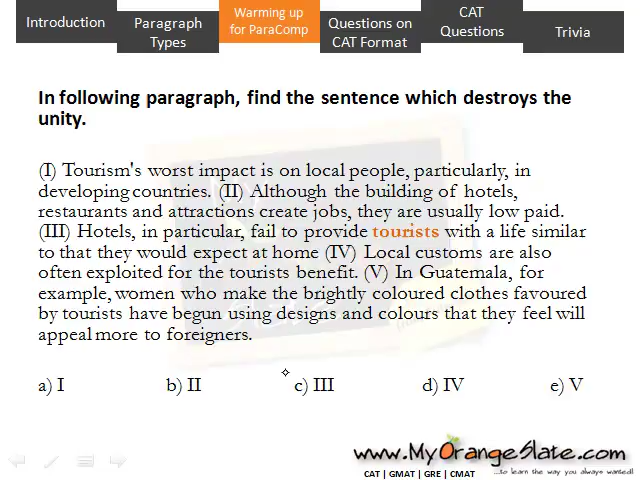 Introduction
Paragraph
Types
Warming up
for ParaComp
Questions on
CAT Format
CAT
Questions
Trivia
In following paragraph, find the sentence which destroys the
unity.
(I) Tourism's worst impact is on local people, particularly, in
developing countries. (II) Although the building of hotels,
restaurants and attractions create jobs, they are usually low paid.
(III) Hotels, in particular, fail to provide tourists with a life similar
to that they would expect at home (IV) Local customs are also
often exploited for the tourists benefit. (V) In Guatemala, for
example, women who make the brightly coloured clothes favoured
by tourists have begun using designs and colours that they feel will
appeal more to foreigners.
a) I b) II c) III d) IV e) V
www.MyOrangeSlate.com
CAT | GMAT | GRE | CMAT ...to learn the way you always wanted!